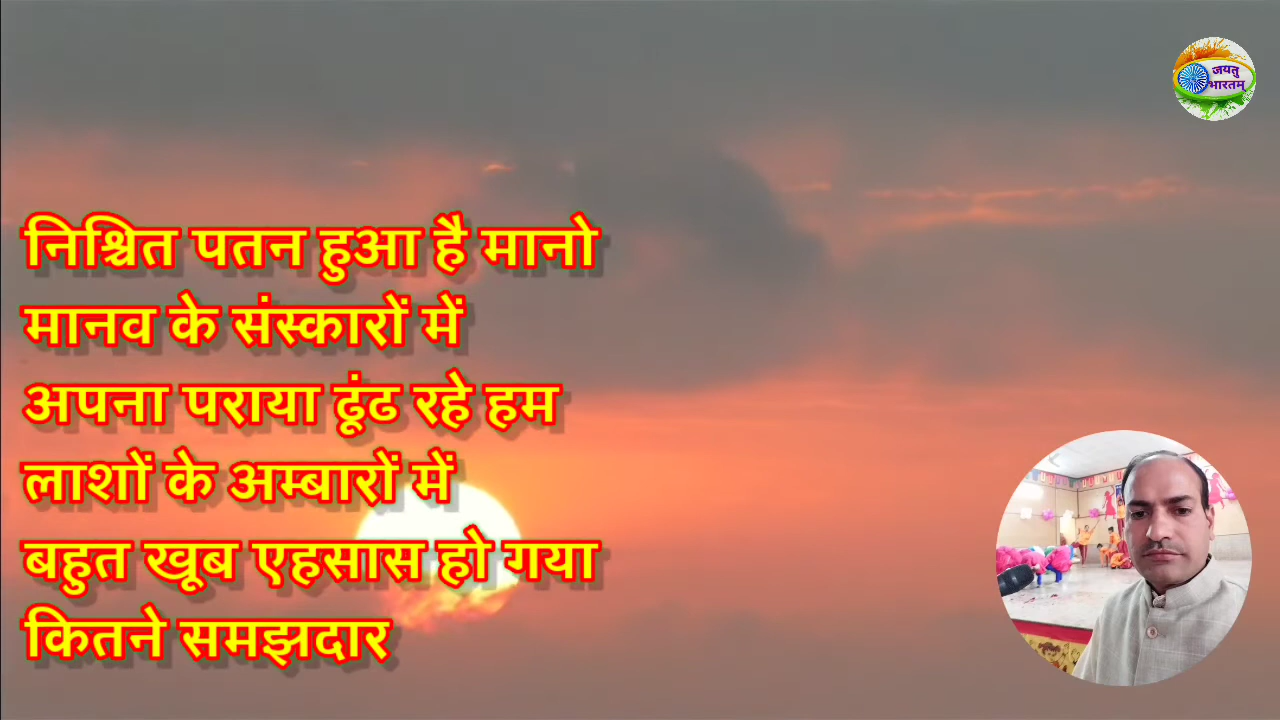 जयतु
भारतम्
निश्चित पतन हुआ है मानो
मानव के संस्कारों में
अपना पराया ढूंढ रहे हम
लाशों के अम्बारों में
बहुत खूब एहसास हो गया
कितने समझदार